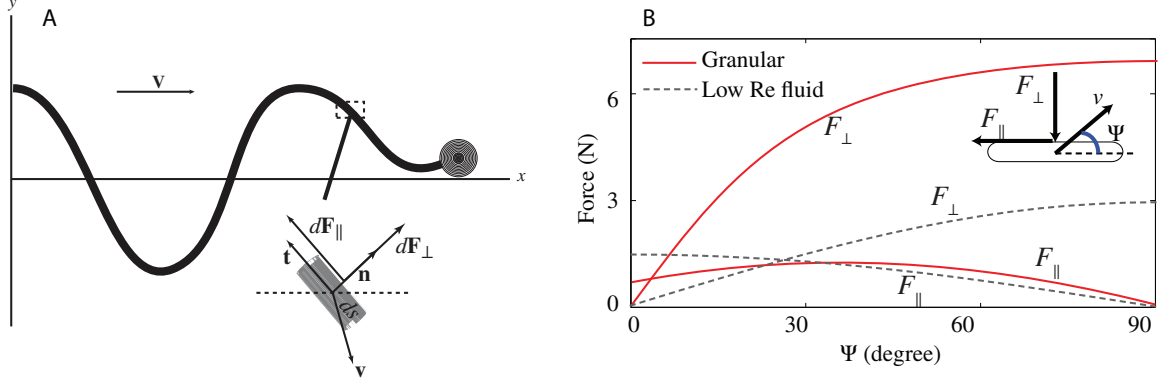 A
y
v
x
dF∥
dF⊥
t
n
ds
v
B
Granular
Low Re fluid
F⊥
F∥
v
Ψ
F⊥
F⊥
F∥
F∥
Force (N)
6
3
0
0
30
60
90
Ψ (degree)